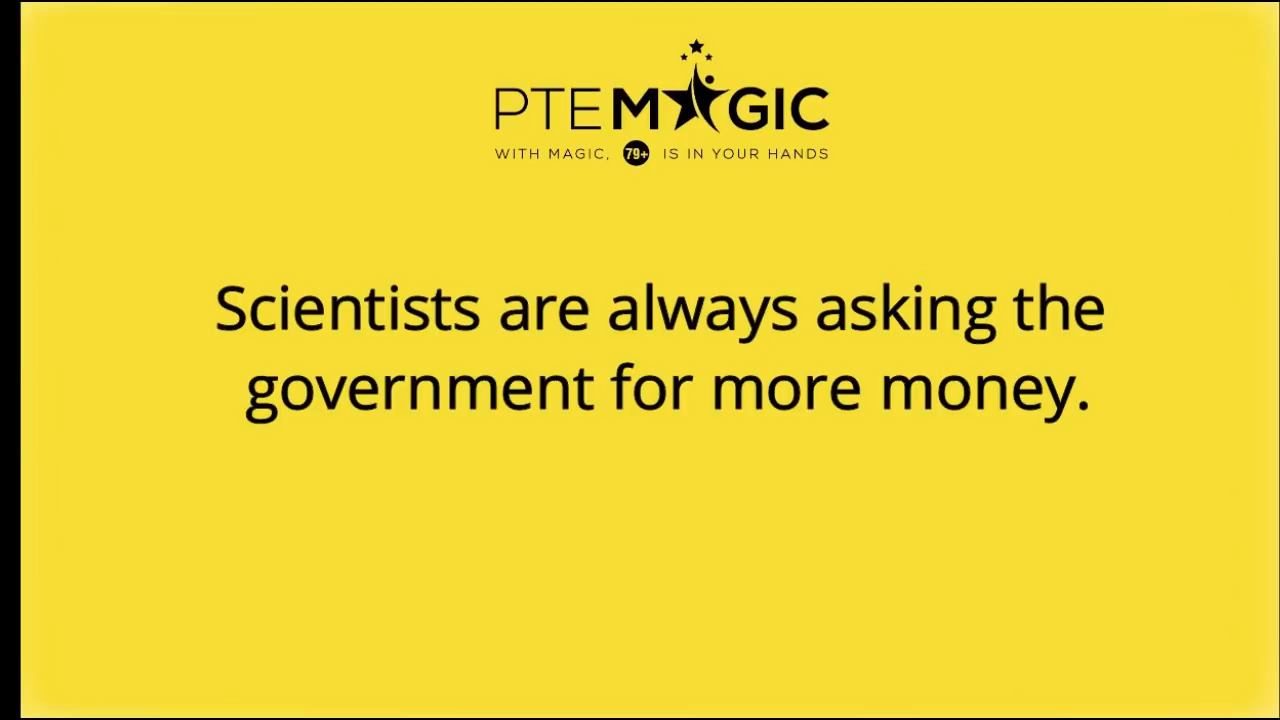 PTEMAGIC
WITH MAGIC, 79+ IS IN YOUR HANDS
Scientists are always asking the
government for more money.